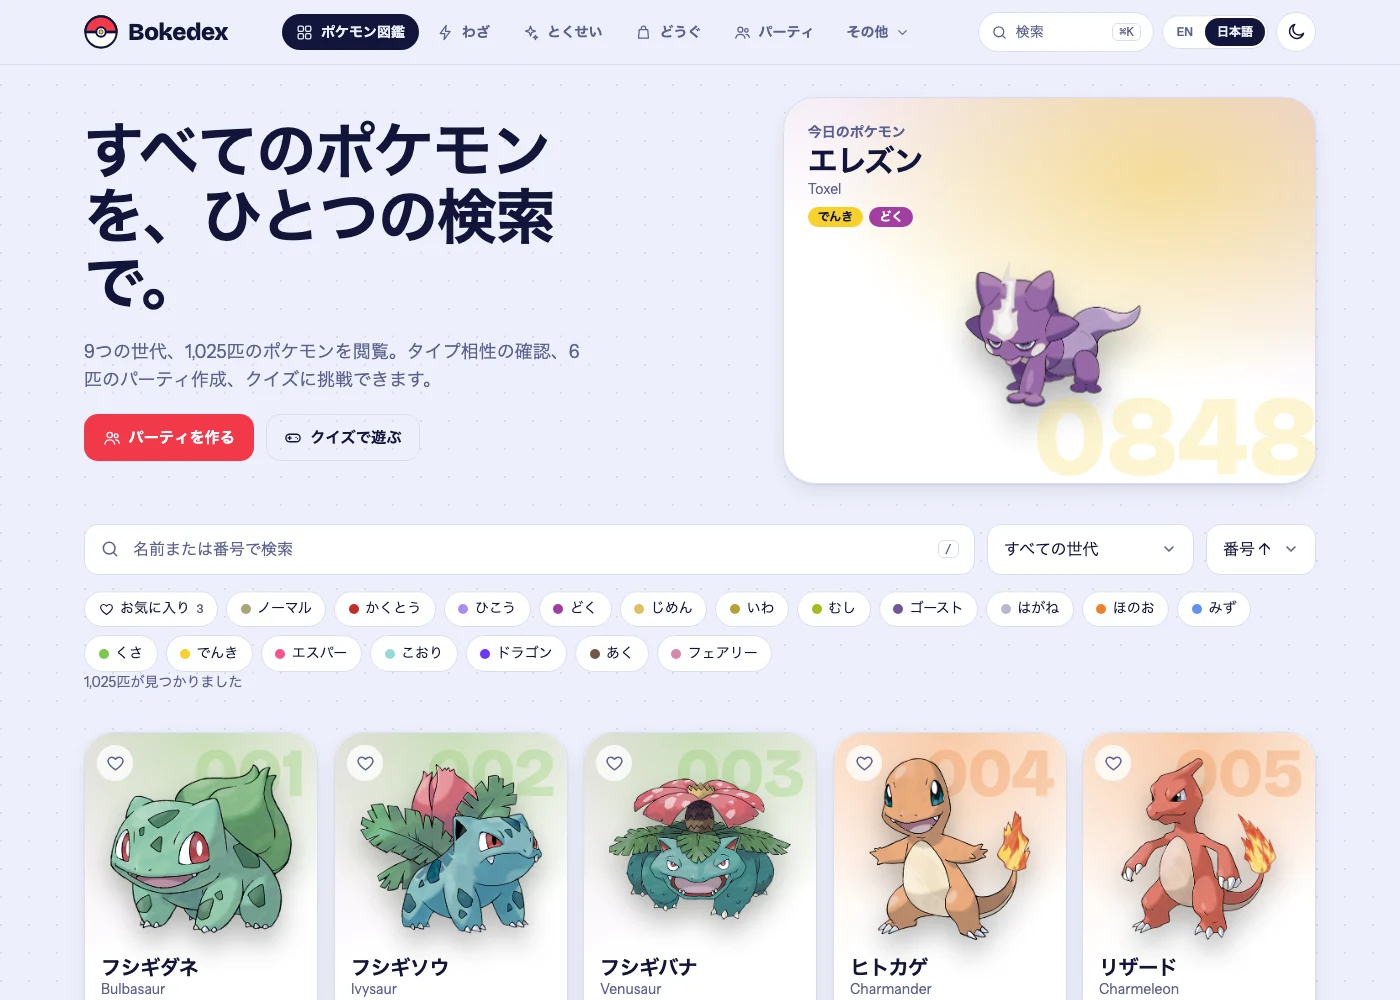 Bokedex
ポケモン図鑑
わざ
とくせい
どうぐ
パーティ
その他
検索
⌘K
EN
日本語
すべてのポケモン
を、ひとつの検索
で。
9つの世代、1,025匹のポケモンを閲覧。タイプ相性の確認、6
匹のパーティ作成、クイズに挑戦できます。
パーティを作る
クイズで遊ぶ
今日のポケモン
エレズン
Toxel
でんき
どく
0848
名前または番号で検索
/
すべての世代
番号↑
お気に入り 3
ノーマル
かくとう
ひこう
どく
じめん
いわ
むし
ゴースト
はがね
ほのお
みず
くさ
でんき
エスパー
こおり
ドラゴン
あく
フェアリー
1,025匹が見つかりました
001
002
003
004
005
フシギダネ
Bulbasaur
フシギソウ
Ivysaur
フシギバナ
Venusaur
ヒトカゲ
Charmander
リザード
Charmeleon